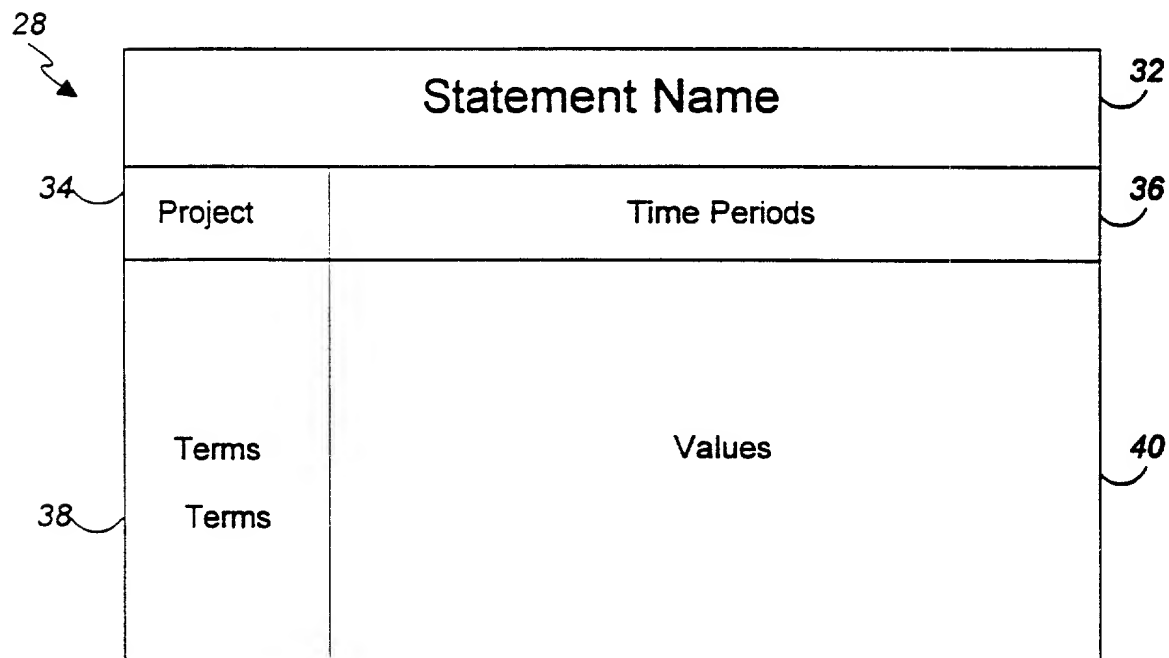 28
Statement Name 32
34 Project Time Periods 36
Terms Values 40
38 Terms